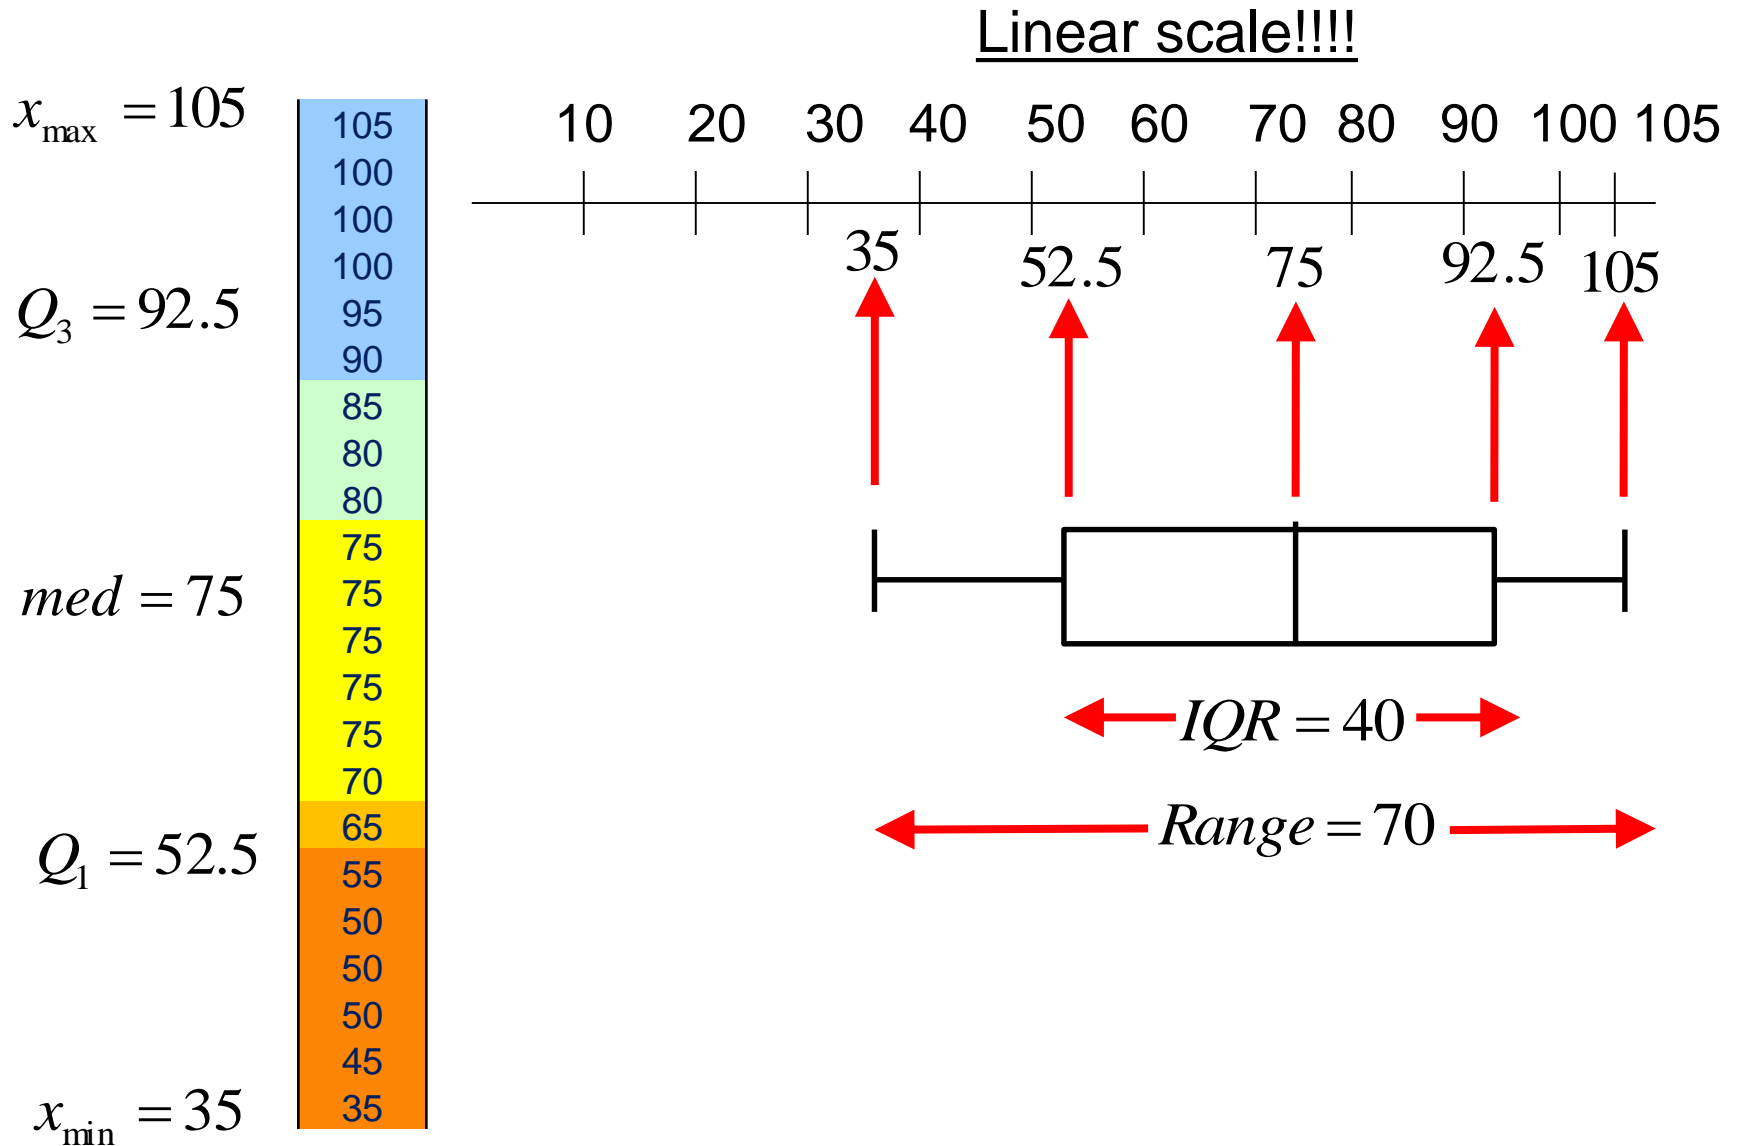 Linear scale!!!!
x_max = 105
10 20 30 40 50 60 70 80 90 100 105
35 52.5 75 92.5 105
Q_3 = 92.5
med = 75
Q_1 = 52.5
x_min = 35
105
100
100
100
95
90
85
80
80
75
75
75
75
75
70
65
55
50
50
50
45
35
IQR = 40
Range = 70